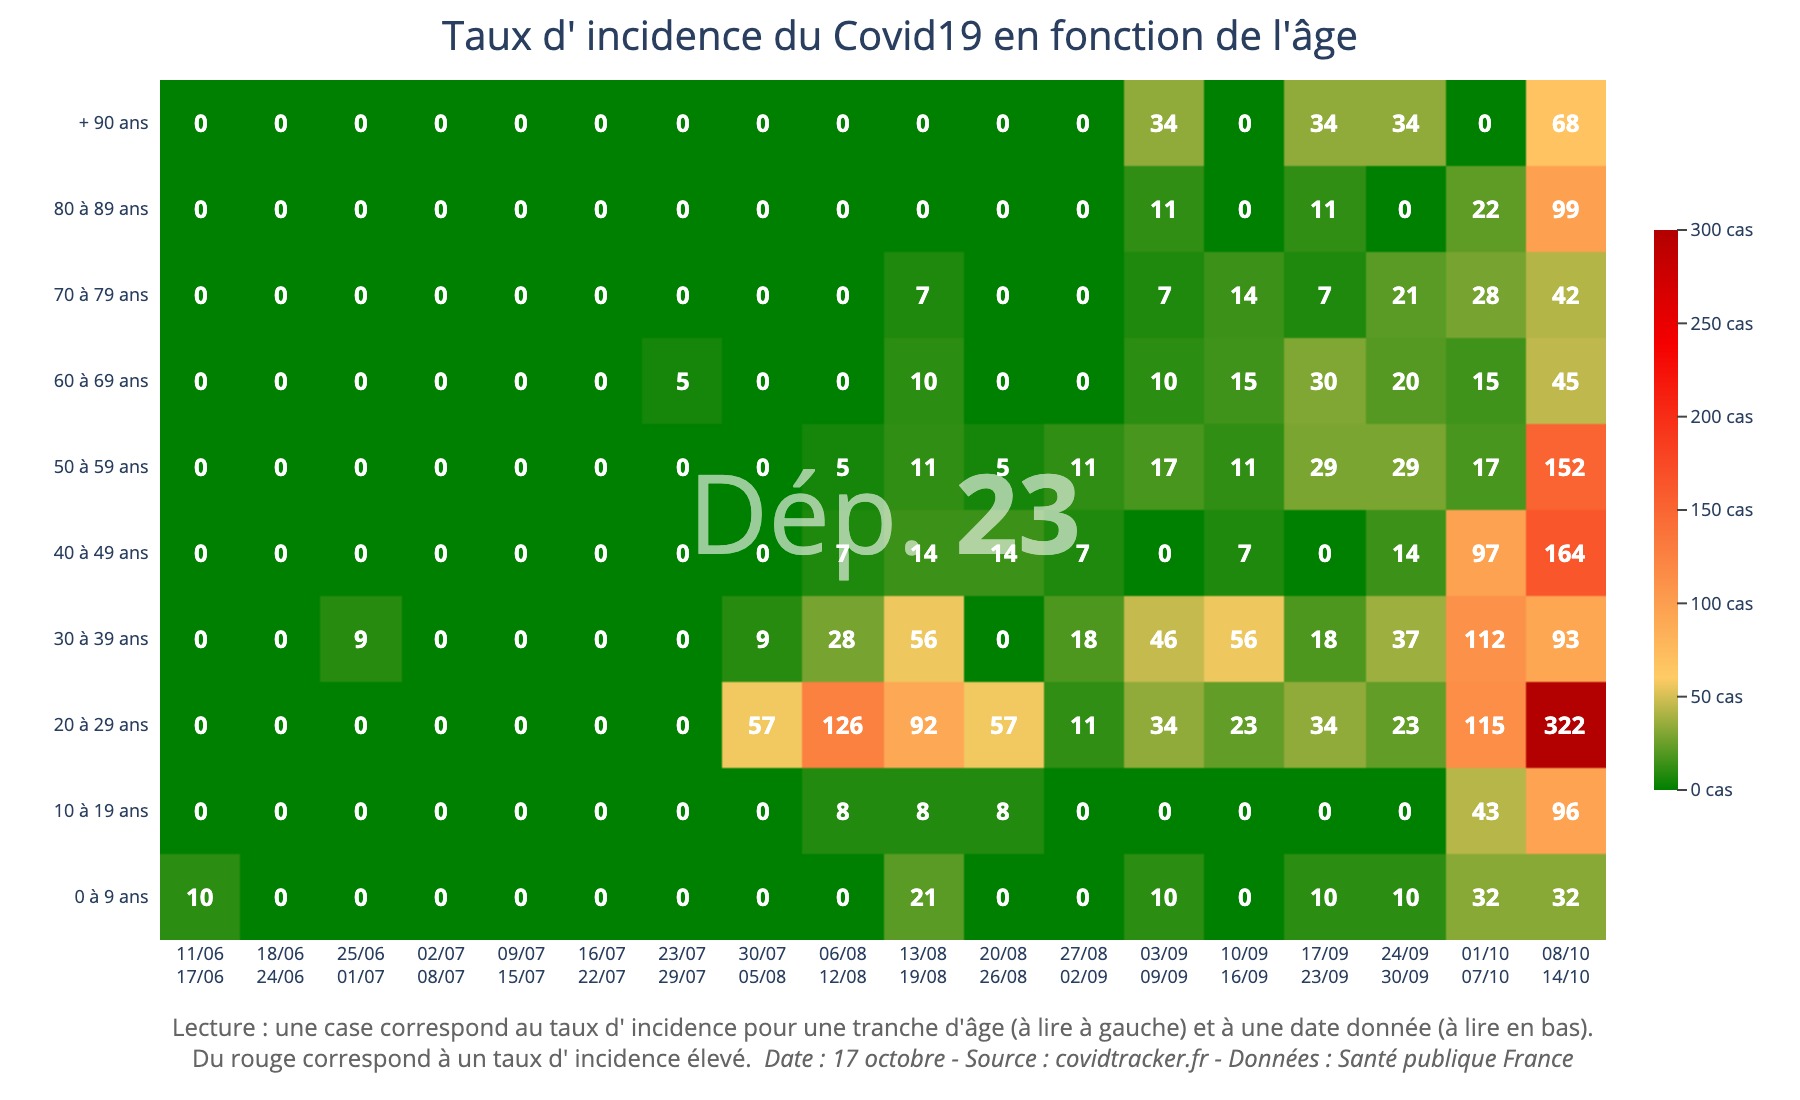 Taux d' incidence du Covid19 en fonction de l'âge
+ 90 ans 0 0 0 0 0 0 0 0 0 0 0 0 34 0 34 34 0 68
80 à 89 ans 0 0 0 0 0 0 0 0 0 0 0 0 11 0 11 0 22 99
300 cas
70 à 79 ans 0 0 0 0 0 0 0 0 0 7 0 0 7 14 7 21 28 42
250 cas
60 à 69 ans 0 0 0 0 0 0 5 0 0 10 0 0 10 15 30 20 15 45
200 cas
50 à 59 ans 0 0 0 0 0 0 0 0 5 11 5 11 17 11 29 29 17 152
Dép. 23
150 cas
40 à 49 ans 0 0 0 0 0 0 0 0 7 14 14 7 0 7 0 14 97 164
100 cas
30 à 39 ans 0 0 9 0 0 0 0 9 28 56 0 18 46 56 18 37 112 93
50 cas
20 à 29 ans 0 0 0 0 0 0 0 57 126 92 57 11 34 23 34 23 115 322
0 cas
10 à 19 ans 0 0 0 0 0 0 0 0 8 8 8 0 0 0 0 0 43 96
0 à 9 ans 10 0 0 0 0 0 0 0 0 21 0 0 10 0 10 10 32 32
11/06 18/06 25/06 02/07 09/07 16/07 23/07 30/07 06/08 13/08 20/08 27/08 03/09 10/09 17/09 24/09 01/10 08/10
17/06 24/06 01/07 08/07 15/07 22/07 29/07 05/08 12/08 19/08 26/08 02/09 09/09 16/09 23/09 30/09 07/10 14/10
Lecture : une case correspond au taux d' incidence pour une tranche d'âge (à lire à gauche) et à une date donnée (à lire en bas).
Du rouge correspond à un taux d' incidence élevé. Date : 17 octobre - Source : covidtracker.fr - Données : Santé publique France